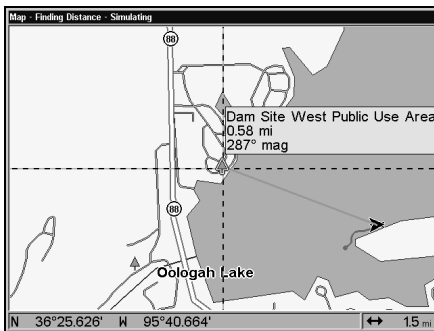 Map - Finding Distance - Simulating
88
Dam Site West Public Use Area
0.58 mi
287° mag
88
Oologah Lake
N 36°25.626' W 95°40.664' ↔ 1.5 mi